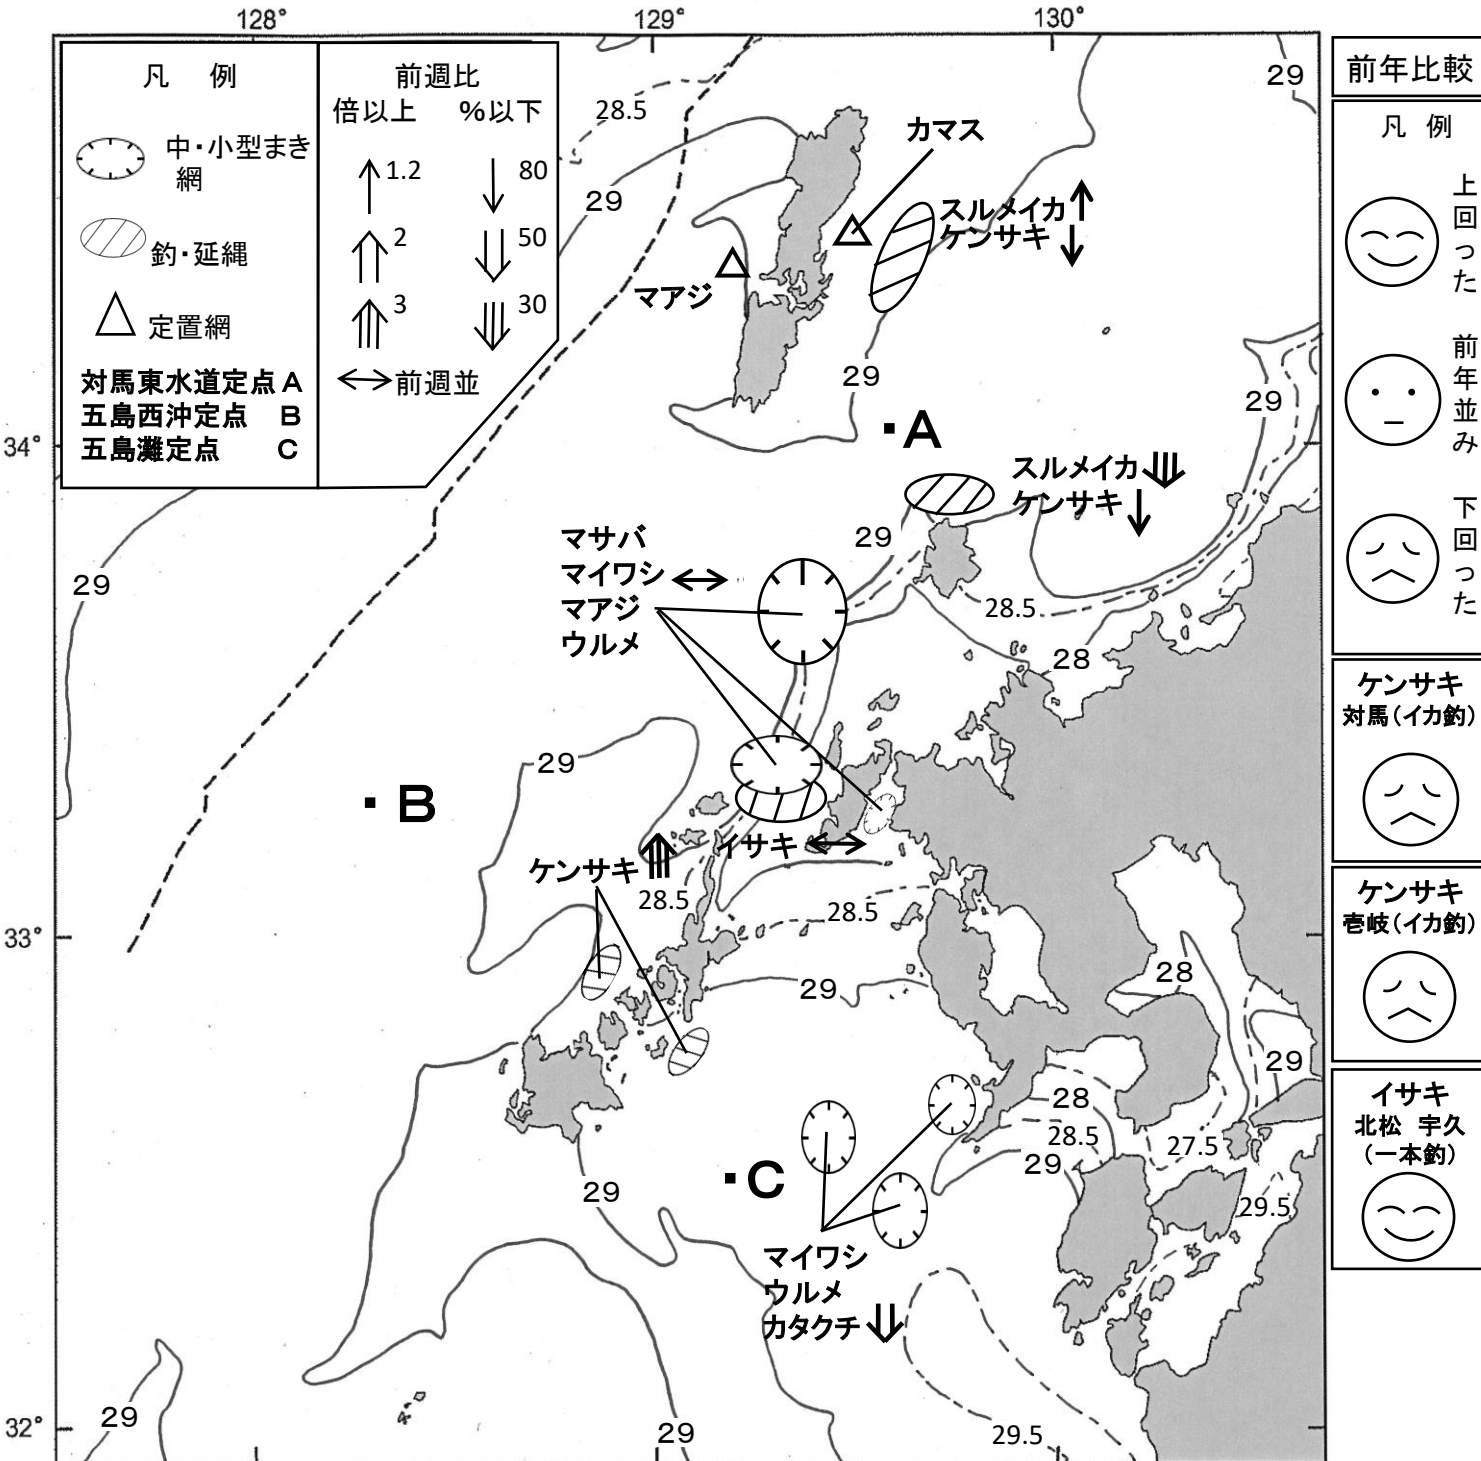 128°
129°
130°
34°
33°
32°
凡 例
中・小型まき
網
釣・延縄
定置網
対馬東水道定点 A
五島西沖定点 B
五島灘定点 C
前週比
倍以上 %以下
1.2 80
2 50
3 30
前週並
前年比較
凡 例
上回った
前年並み
下回った
ケンサキ
対馬(イカ釣)
ケンサキ
壱岐(イカ釣)
イサキ
北松 宇久
(一本釣)
29
28.5
カマス
29
スルメイカ
ケンサキ
マアジ
29
29
A
スルメイカ
ケンサキ
マサバ
マイワシ
マアジ
ウルメ
29
29
28.5
28
29
B
イサキ
ケンサキ
28.5
28.5
29
28
29
28
28.5
27.5
29
C
29
29.5
マイワシ
ウルメ
カタクチ
29
29
29.5